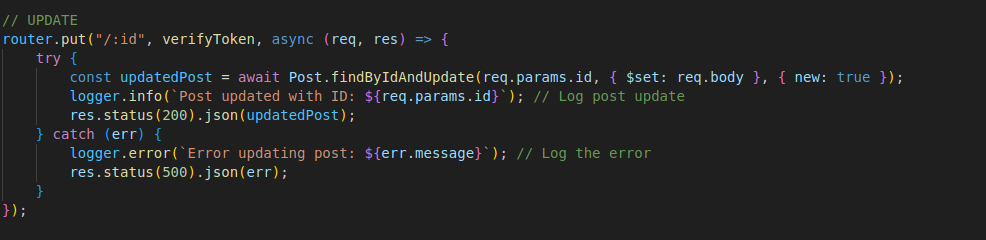 // UPDATE
router.put("/:id", verifyToken, async (req, res) => {
    try {
        const updatedPost = await Post.findByIdAndUpdate(req.params.id, { $set: req.body }, { new: true });
        logger.info(`Post updated with ID: ${req.params.id}`); // Log post update
        res.status(200).json(updatedPost);
    } catch (err) {
        logger.error(`Error updating post: ${err.message}`); // Log the error
        res.status(500).json(err);
    }
});